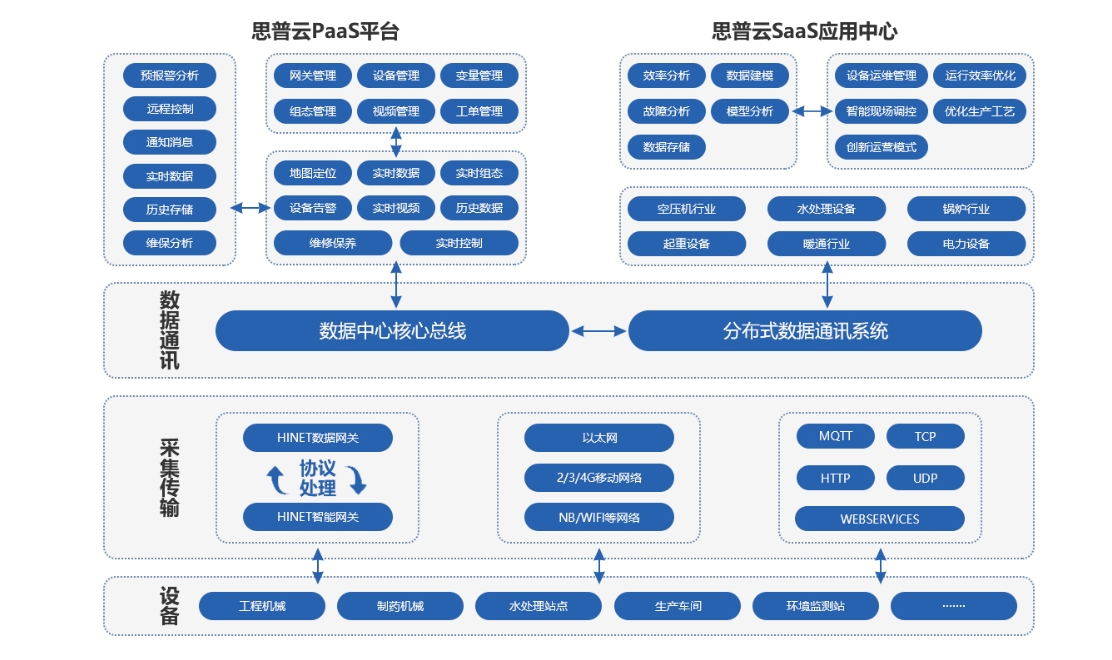 思普云PaaS平台
思普云SaaS应用中心
预报警分析
远程控制
通知消息
实时数据
历史存储
维保分析
网关管理
设备管理
变量管理
组态管理
视频管理
工单管理
地图定位
实时数据
实时组态
设备告警
实时视频
历史数据
维修保养
实时控制
效率分析
数据建模
故障分析
模型分析
数据存储
设备运维管理
运行效率优化
智能现场调控
优化生产工艺
创新运营模式
空压机行业
水处理设备
锅炉行业
起重设备
暖通行业
电力设备
数据通讯
数据中心核心总线
分布式数据通讯系统
采集传输
HINET数据网关
协议
处理
HINET智能网关
以太网
2/3/4G移动网络
NB/WIFI等网络
MQTT
TCP
HTTP
UDP
WEBSERVICES
设备
工程机械
制药机械
水处理站点
生产车间
环境监测站
·······